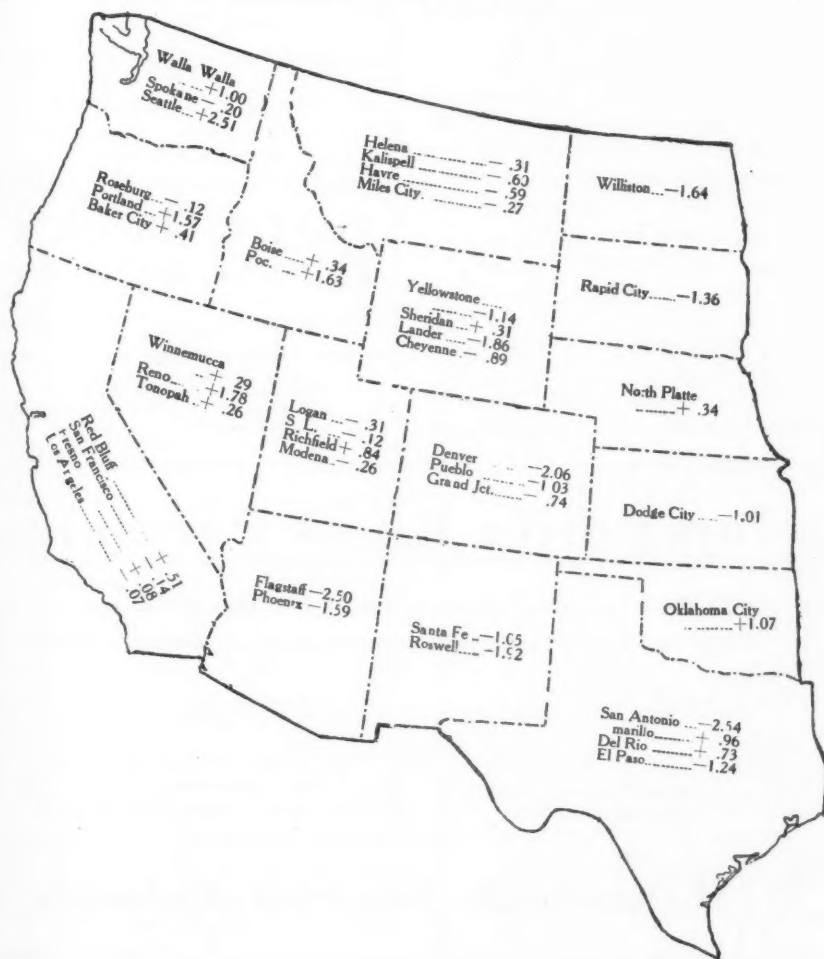 Walla Walla
+1.00
Spokane — .20
Seattle +2.51
Helena — .31
Kalispell — .60
Havre — .59
Miles City — .27
Williston —1.64
Roseburg — .12
Portland +1.57
Baker City + .41
Boise + .34
Poc. +1.63
Yellowstone
—1.14
Sheridan + .31
Lander —1.86
Cheyenne — .89
Rapid City —1.36
Winnemucca
+ .29
Reno +1.78
Tonopah + .26
North Platte
+ .34
Logan — .31
S L. — .12
Richfield + .84
Modena — .26
Denver —2.06
Pueblo —1.03
Grand Jct. — .74
Dodge City —1.01
Red Bluff
San Francisco
Fresno
Los Angeles
.51
.14
.08
.07
Flagstaff —2.50
Phoenix —1.59
Santa Fe —1.05
Roswell —1.92
Oklahoma City
+1.07
San Antonio —2.54
marillo + .96
Del Rio + .73
El Paso —1.24